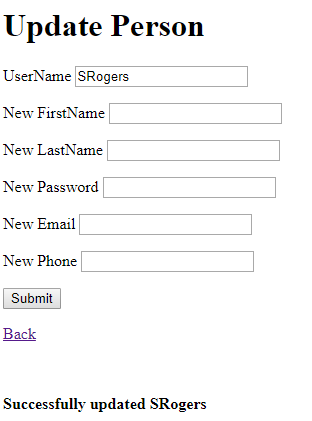 Update Person
UserName SRogers
New FirstName
New LastName
New Password
New Email
New Phone
Submit
Back
Successfully updated SRogers